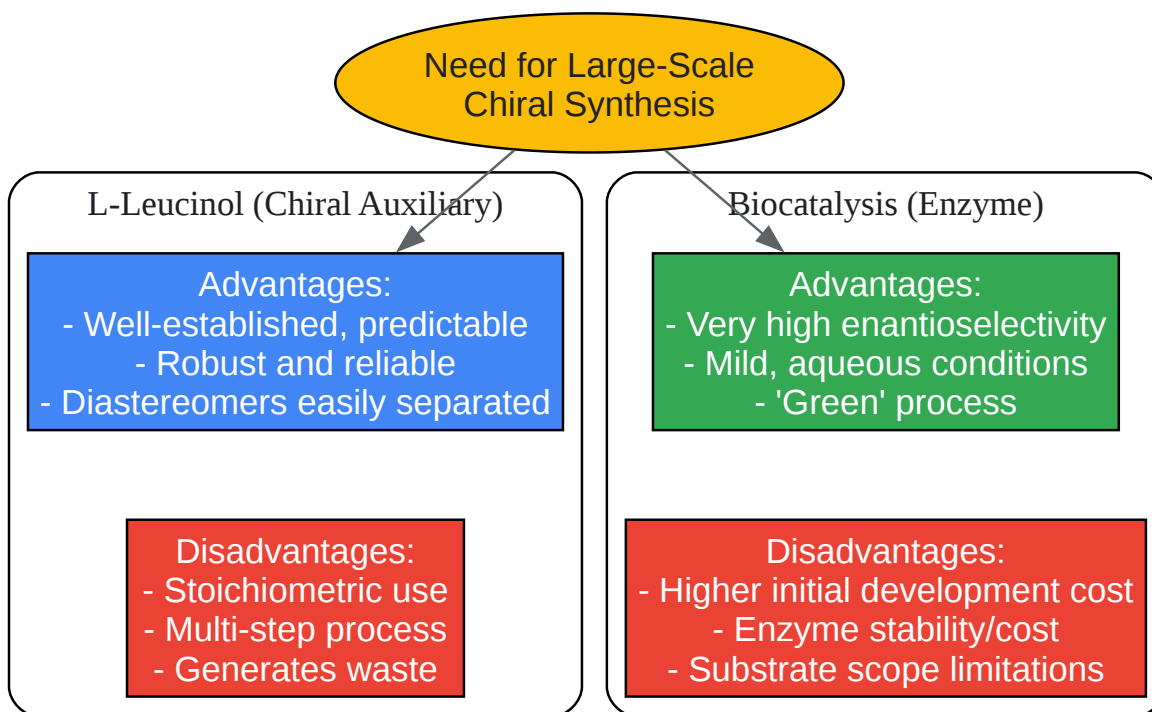 Need for Large-Scale
Chiral Synthesis
L-Leucinol (Chiral Auxiliary)
Advantages:
- Well-established, predictable
- Robust and reliable
- Diastereomers easily separated
Disadvantages:
- Stoichiometric use
- Multi-step process
- Generates waste
Biocatalysis (Enzyme)
Advantages:
- Very high enantioselectivity
- Mild, aqueous conditions
- 'Green' process
Disadvantages:
- Higher initial development cost
- Enzyme stability/cost
- Substrate scope limitations